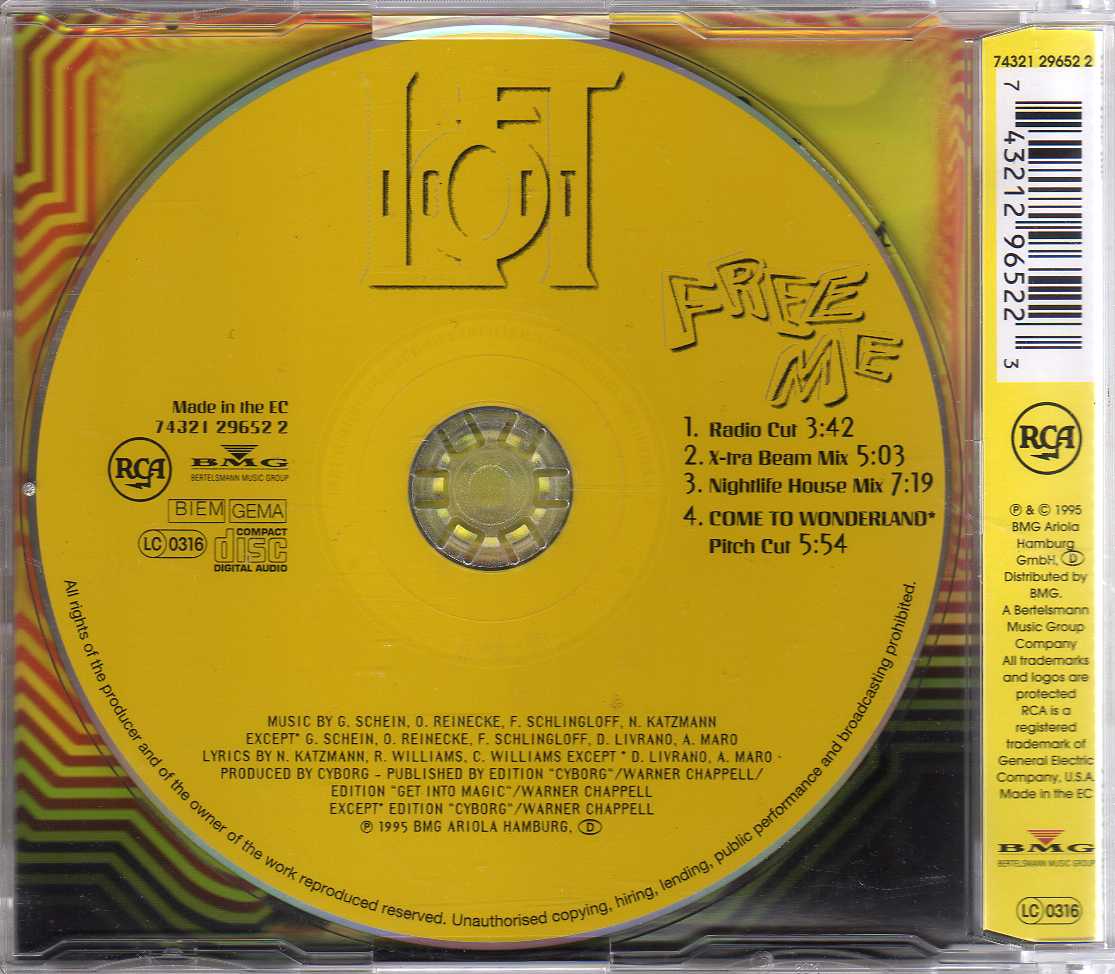 LOFT
LOFT
FREE
ME
1. Radio Cut 3:42
2. X-tra Beam Mix 5:03
3. Nightlife House Mix 7:19
4. COME TO WONDERLAND*
Pitch Cut 5:54
Made in the EC
74321 29652 2
RCA
BMG
BERTELSMANN MUSIC GROUP
BIEM GEMA
LC 0316
COMPACT
disc
DIGITAL AUDIO
MUSIC BY G. SCHEIN, O. REINECKE, F. SCHLINGLOFF, N. KATZMANN
EXCEPT* G. SCHEIN, O. REINECKE, F. SCHLINGLOFF, D. LIVRANO, A. MARO
LYRICS BY N. KATZMANN, R. WILLIAMS, C. WILLIAMS EXCEPT * D. LIVRANO, A. MARO ·
PRODUCED BY CYBORG – PUBLISHED BY EDITION "CYBORG"/WARNER CHAPPELL/
EDITION "GET INTO MAGIC"/WARNER CHAPPELL
EXCEPT* EDITION "CYBORG"/WARNER CHAPPELL
℗ 1995 BMG ARIOLA HAMBURG, D
All rights of the producer and of the owner of the work reproduced reserved. Unauthorised copying, hiring, lending, public performance and broadcasting prohibited.
74321 29652 2
7 43212 96522 3
RCA
℗ & © 1995
BMG Ariola
Hamburg
GmbH, D
Distributed by
BMG.
A Bertelsmann
Music Group
Company
All trademarks
and logos are
protected
RCA is a
registered
trademark of
General Electric
Company, U.S.A.
Made in the EC
BMG
BERTELSMANN MUSIC GROUP
LC 0316